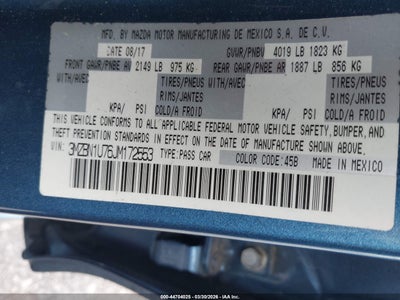 MFD. BY MAZDA MOTOR MANUFACTURING DE MEXICO S.A. DE C.V.
DATE 08/17 GVWR/PNBV 4019 LB 1823 KG
FRONT GAWR/PNBE AV 2149 LB 975 KG REAR GAWR/PNBE AR 1887 LB 856 KG
WITH/AVEC TIRES/PNEUS WITH/AVEC TIRES/PNEUS
RIMS/JANTES RIMS/JANTES
KPA/ PSI COLD/A FROID KPA/ PSI COLD/A FROID
THIS VEHICLE CONFORMS TO ALL APPLICABLE FEDERAL MOTOR VEHICLE SAFETY, BUMPER, AND
THEFT PREVENTION STANDARDS IN EFFECT ON THE DATE OF MANUFACTURE SHOWN ABOVE.
VIN: 3MZBN1U76JM172553 TYPE:PASS CAR COLOR CODE:45B MADE IN MEXICO
© 44704025 - 03/30/2026 - IAA